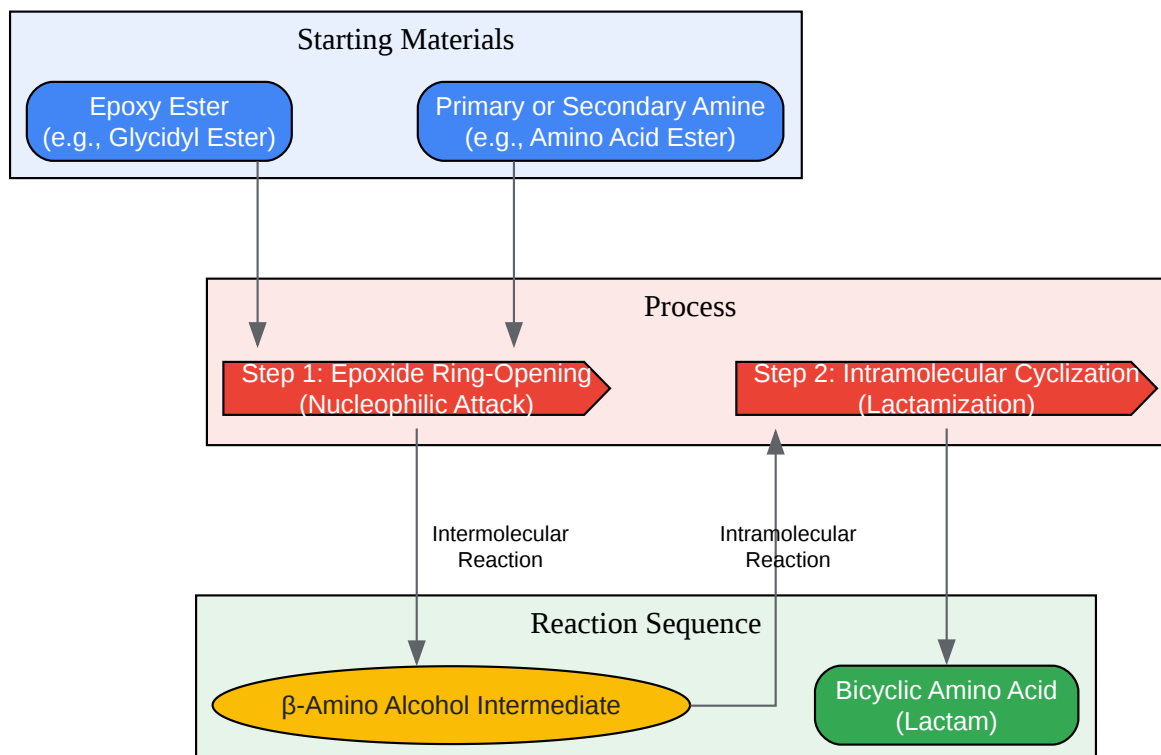 Starting Materials
Epoxy Ester
(e.g., Glycidyl Ester)
Primary or Secondary Amine
(e.g., Amino Acid Ester)
Process
Step 1: Epoxide Ring-Opening
(Nucleophilic Attack)
Step 2: Intramolecular Cyclization
(Lactamization)
Intermolecular
Reaction
Intramolecular
Reaction
Reaction Sequence
β-Amino Alcohol Intermediate
Bicyclic Amino Acid
(Lactam)